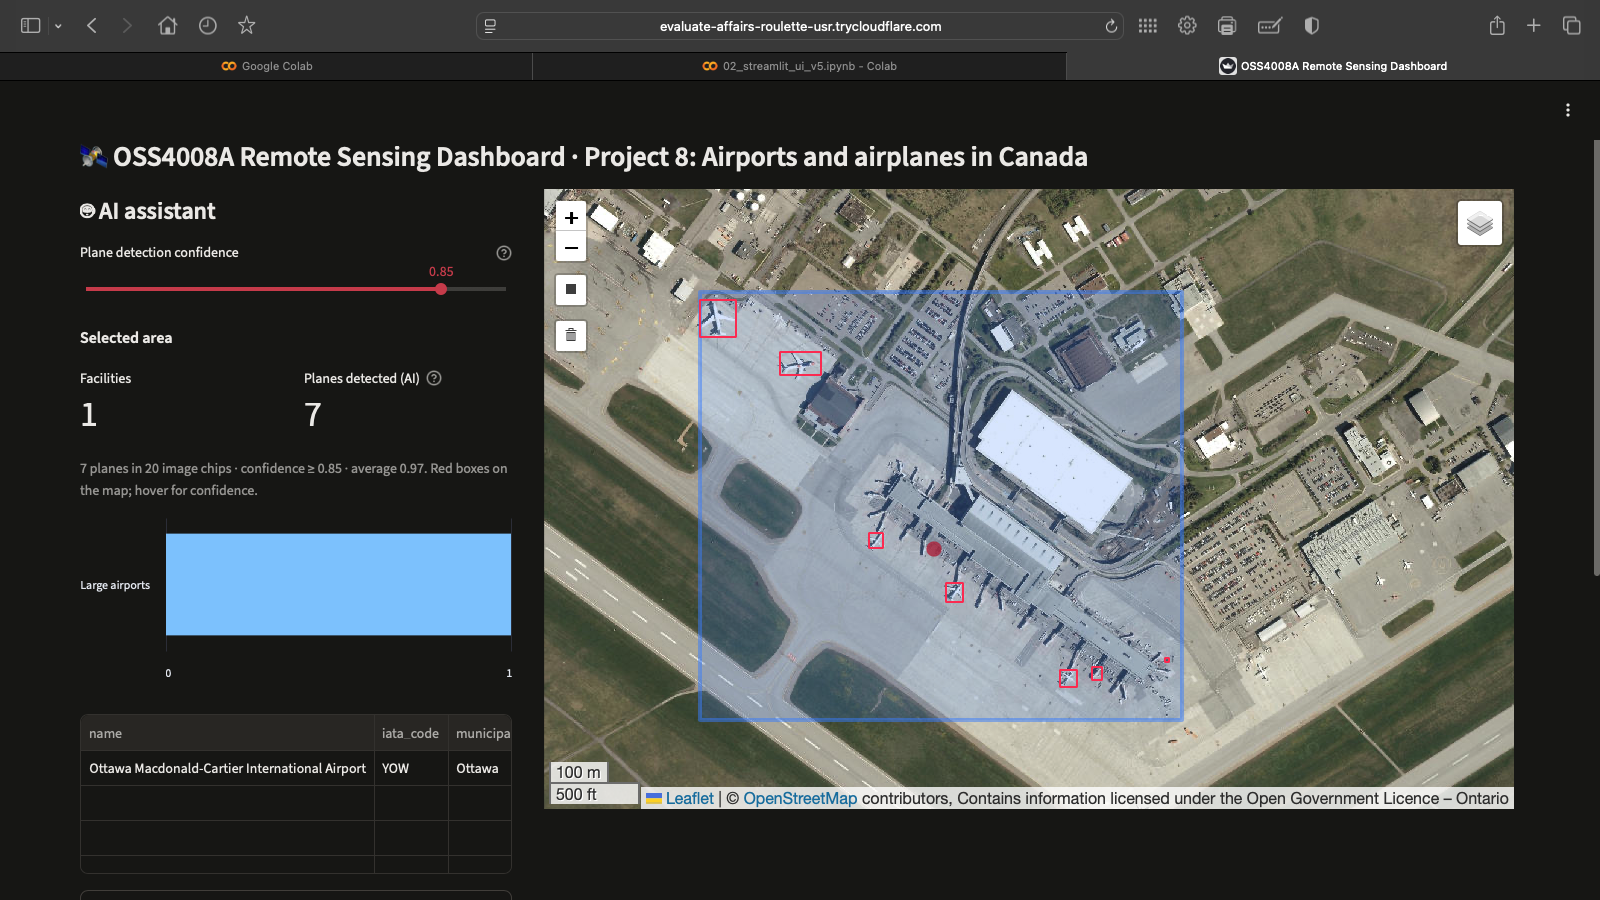 evaluate-affairs-roulette-usr.trycloudflare.com
Google Colab
02_streamlit_ui_v5.ipynb - Colab
OSS4008A Remote Sensing Dashboard
OSS4008A Remote Sensing Dashboard · Project 8: Airports and airplanes in Canada
AI assistant
Plane detection confidence
0.85
Selected area
Facilities
Planes detected (AI)
1
7
7 planes in 20 image chips · confidence ≥ 0.85 · average 0.97. Red boxes on
the map; hover for confidence.
Large airports
0
1
name
iata_code
municipa
Ottawa Macdonald-Cartier International Airport
YOW
Ottawa
+
−
100 m
500 ft
Leaflet | © OpenStreetMap contributors, Contains information licensed under the Open Government Licence – Ontario